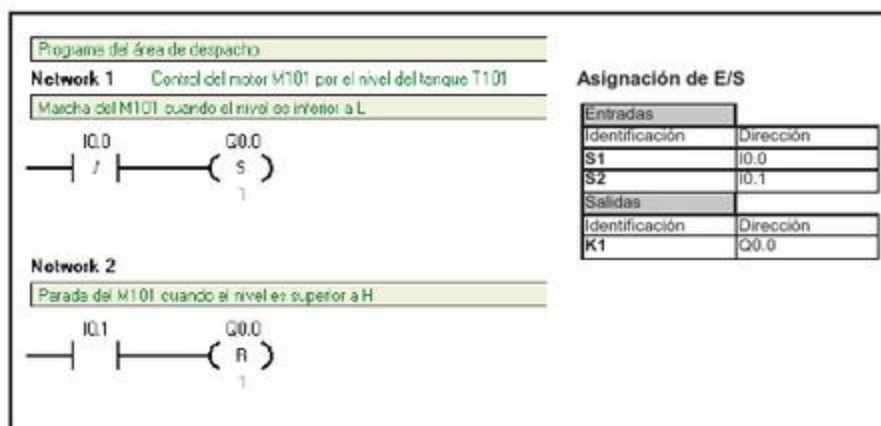 Programa del área de despacho
Network 1 Control del motor M101 por el nivel del tanque T101
Marcha del M101 cuando el nivel es inferior a L
I0.0 Q0.0
/ S
1
Network 2
Parada del M101 cuando el nivel es superior a H
I0.1 Q0.0
R
1
Asignación de E/S
Entradas
Identificación Dirección
S1 I0.0
S2 I0.1
Salidas
Identificación Dirección
K1 Q0.0